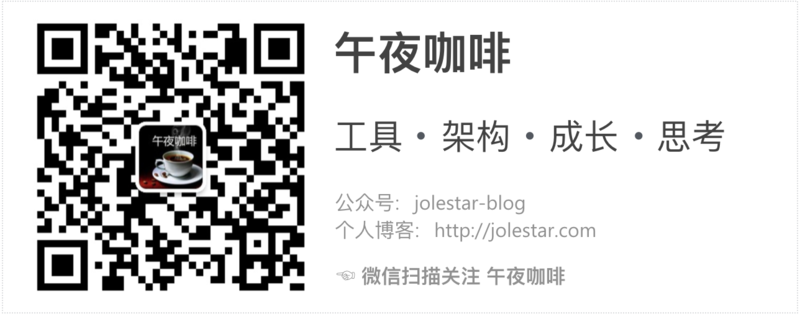 午夜咖啡
午夜咖啡
工具 • 架构 • 成长 • 思考
公众号：jolestar-blog
个人博客：http://jolestar.com
☜ 微信扫描关注 午夜咖啡